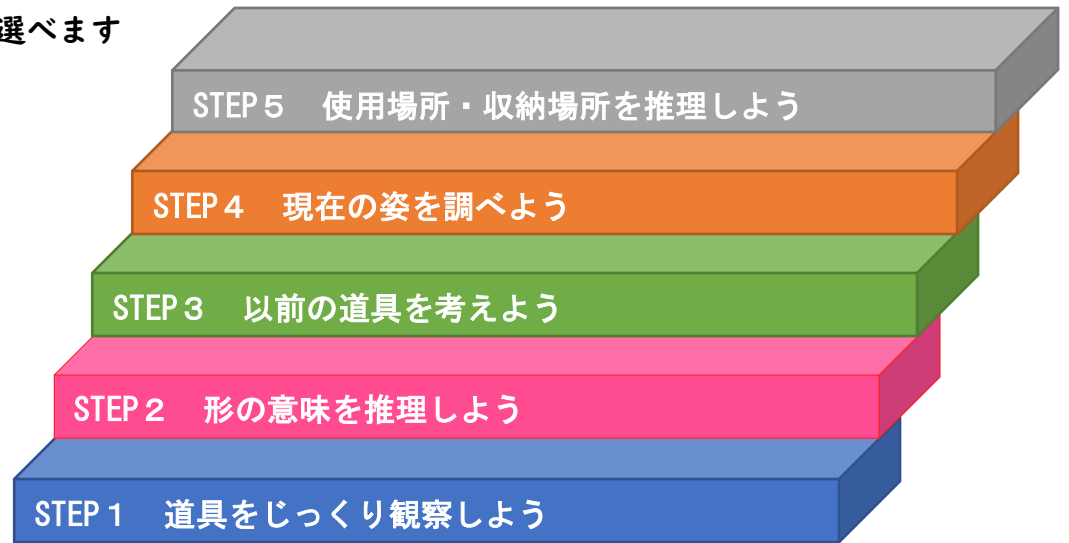 選べます
STEP5　使用場所・収納場所を推理しよう
STEP4　現在の姿を調べよう
STEP3　以前の道具を考えよう
STEP2　形の意味を推理しよう
STEP1　道具をじっくり観察しよう